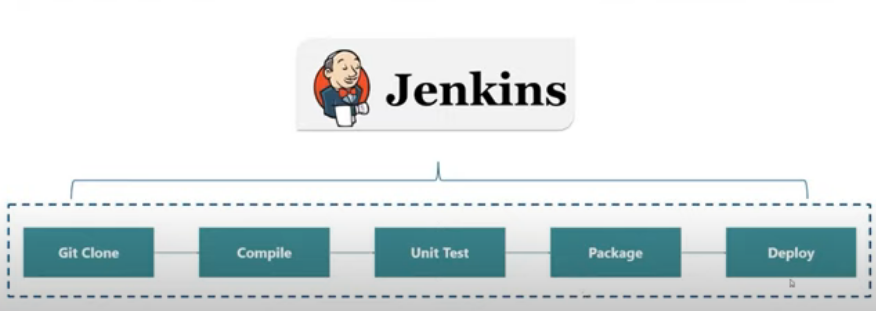 Jenkins
Git Clone
Compile
Unit Test
Package
Deploy